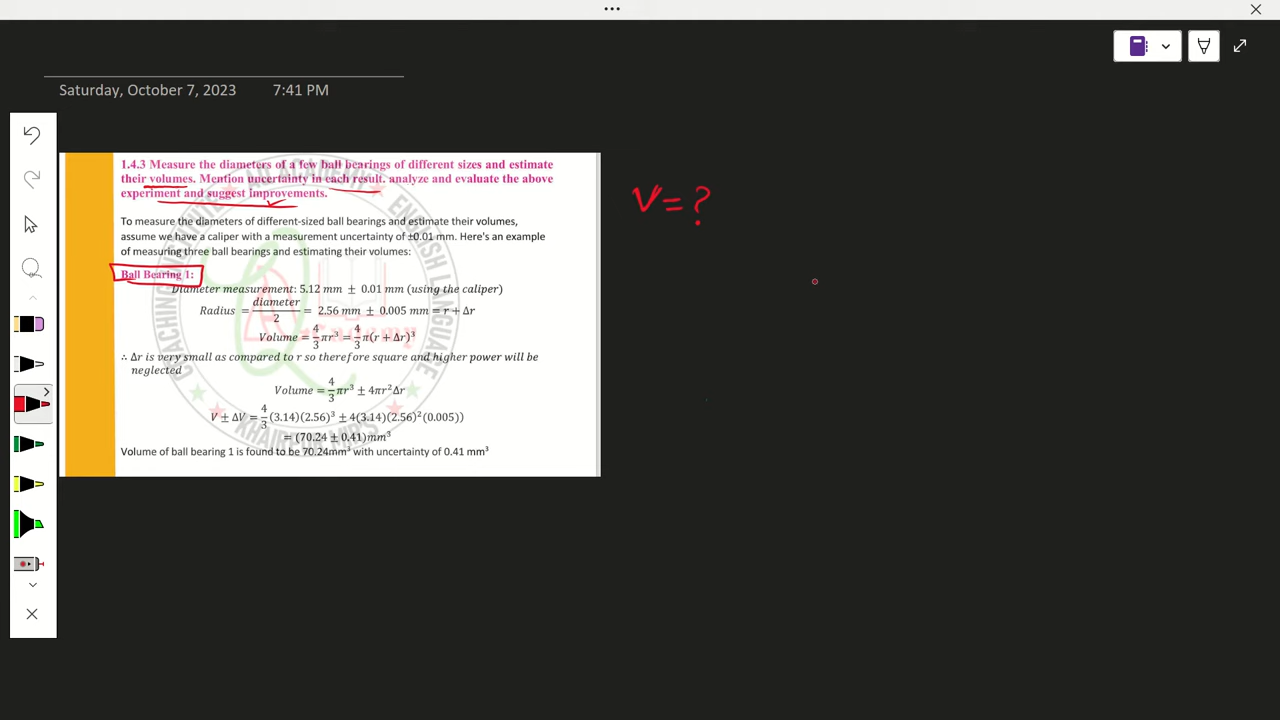 Saturday, October 7, 2023 7:41 PM
1.4.3 Measure the diameters of a few ball bearings of different sizes and estimate
their volumes. Mention uncertainty in each result. analyze and evaluate the above
experiment and suggest improvements.
V = ?
To measure the diameters of different-sized ball bearings and estimate their volumes,
assume we have a caliper with a measurement uncertainty of ±0.01 mm. Here's an example
of measuring three ball bearings and estimating their volumes:
Ball Bearing 1:
Diameter measurement: 5.12 mm ± 0.01 mm (using the caliper)
Radius = diameter/2 = 2.56 mm ± 0.005 mm = r + Δr
Volume = 4/3 πr³ = 4/3 π(r + Δr)³
∴ Δr is very small as compared to r so therefore square and higher power will be
neglected
Volume = 4/3 πr³ ± 4πr²Δr
V ± ΔV = 4/3 (3.14)(2.56)³ ± 4(3.14)(2.56)²(0.005))
= (70.24 ± 0.41)mm³
Volume of ball bearing 1 is found to be 70.24mm³ with uncertainty of 0.41 mm³
COACHING
ENGLISH LANGUAGE
ACADEMY
KHAIRPUR MIRS